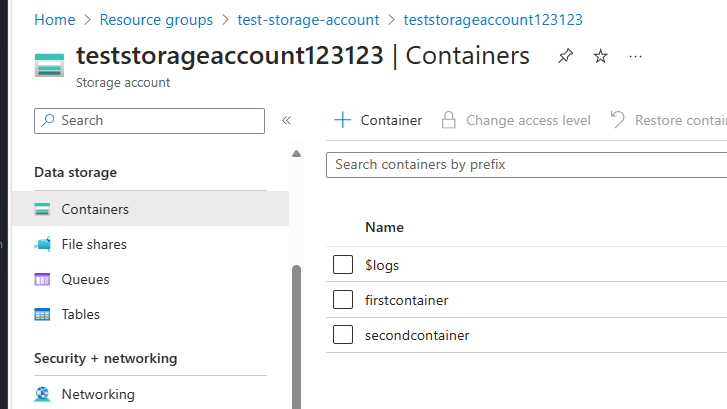 Home > Resource groups > test-storage-account > teststorageaccount123123
teststorageaccount123123 | Containers
Storage account
Search
Container Change access level Restore contai
Search containers by prefix
Data storage
Containers
File shares
Queues
Tables
Security + networking
Networking
Name
$logs
firstcontainer
secondcontainer